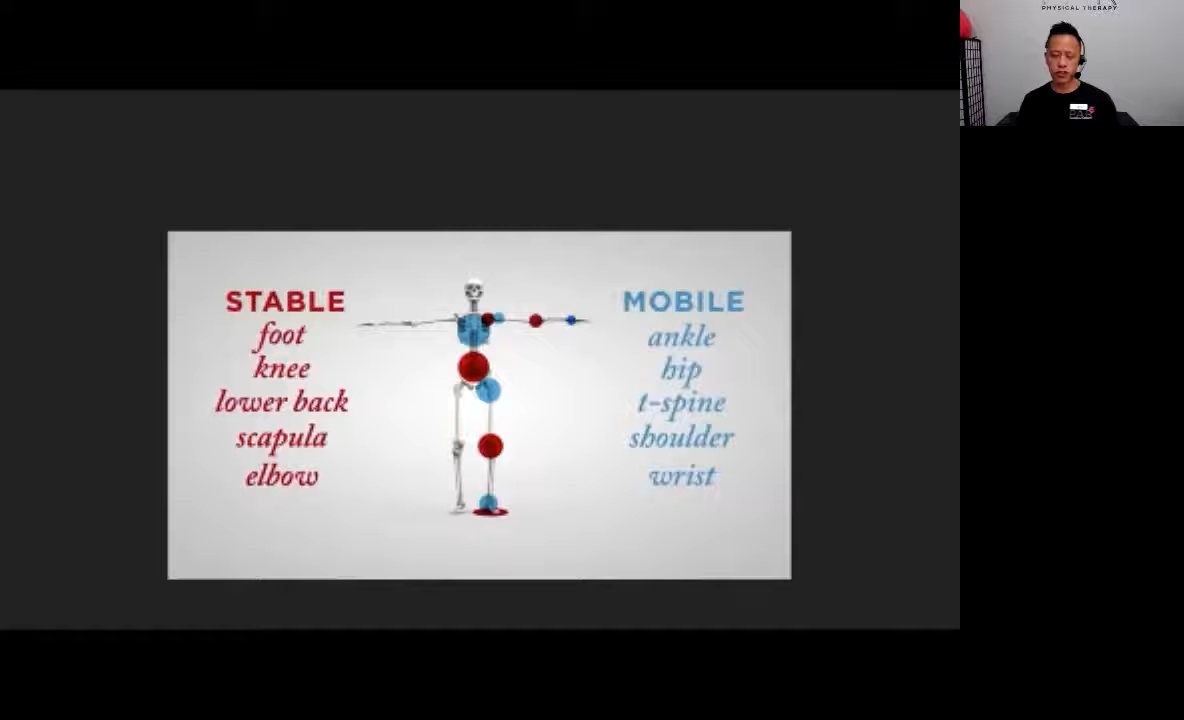 PHYSICAL THERAPY
STABLE
foot
knee
lower back
scapula
elbow
MOBILE
ankle
hip
t-spine
shoulder
wrist